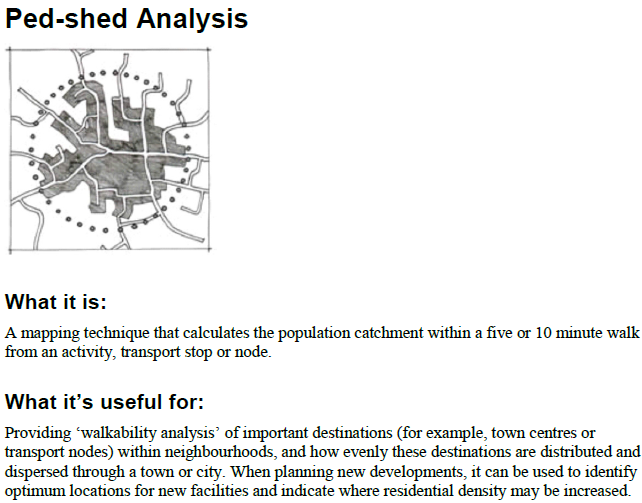 Ped-shed Analysis
What it is:
A mapping technique that calculates the population catchment within a five or 10 minute walk
from an activity, transport stop or node.
What it’s useful for:
Providing ‘walkability analysis’ of important destinations (for example, town centres or
transport nodes) within neighbourhoods, and how evenly these destinations are distributed and
dispersed through a town or city. When planning new developments, it can be used to identify
optimum locations for new facilities and indicate where residential density may be increased.